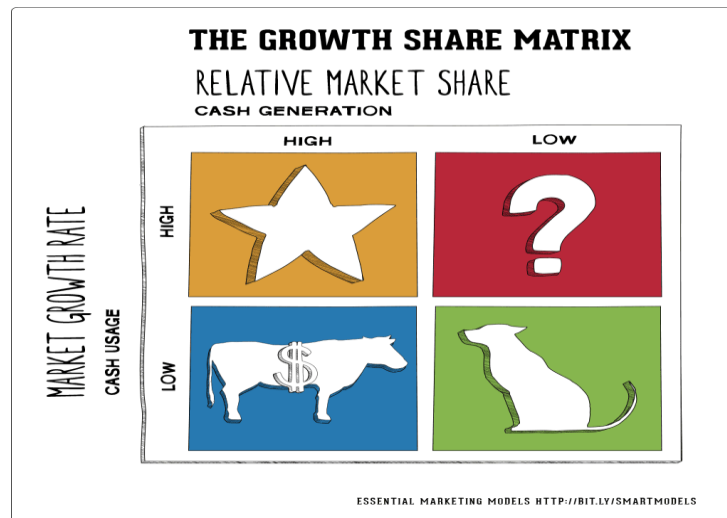 THE GROWTH SHARE MATRIX
RELATIVE MARKET SHARE
CASH GENERATION
HIGH
LOW
MARKET GROWTH RATE
CASH USAGE
HIGH
?
LOW
$
ESSENTIAL MARKETING MODELS HTTP://BIT.LY/SMARTMODELS